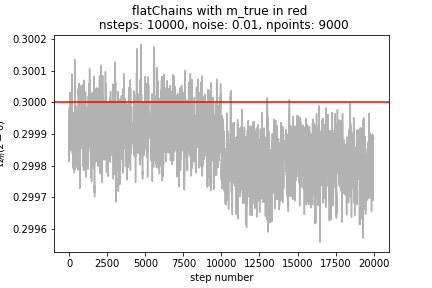 flatChains with m_true in red
nsteps: 10000, noise: 0.01, npoints: 9000
0.3002
0.3001
0.3000
0.2999
0.2998
0.2997
0.2996
0 2500 5000 7500 10000 12500 15000 17500 20000
step number